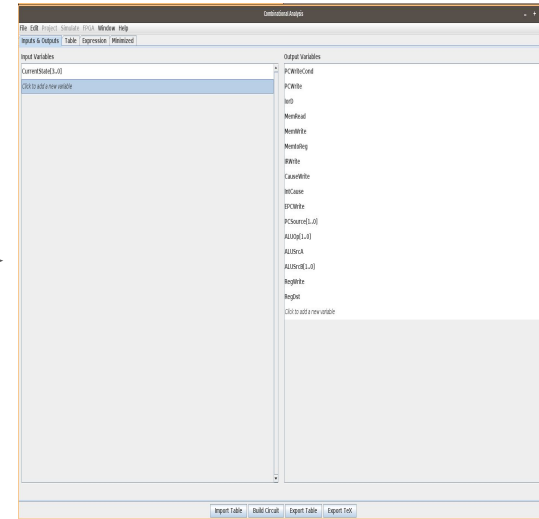 Combinational Analysis
File Edit Project Simulate FPGA Window Help
Inputs & Outputs Table Expression Minimized
Input Variables
CurrentState[3..0]
Click to add a new variable
Output Variables
PCWriteCond
PCWrite
IorD
MemRead
MemWrite
MemtoReg
IRWrite
CauseWrite
IntCause
EPCWrite
PCSource[1..0]
ALUOp[1..0]
ALUSrcA
ALUSrcB[1..0]
RegWrite
RegDst
Click to add a new variable
Import Table Build Circuit Export Table Export TeX